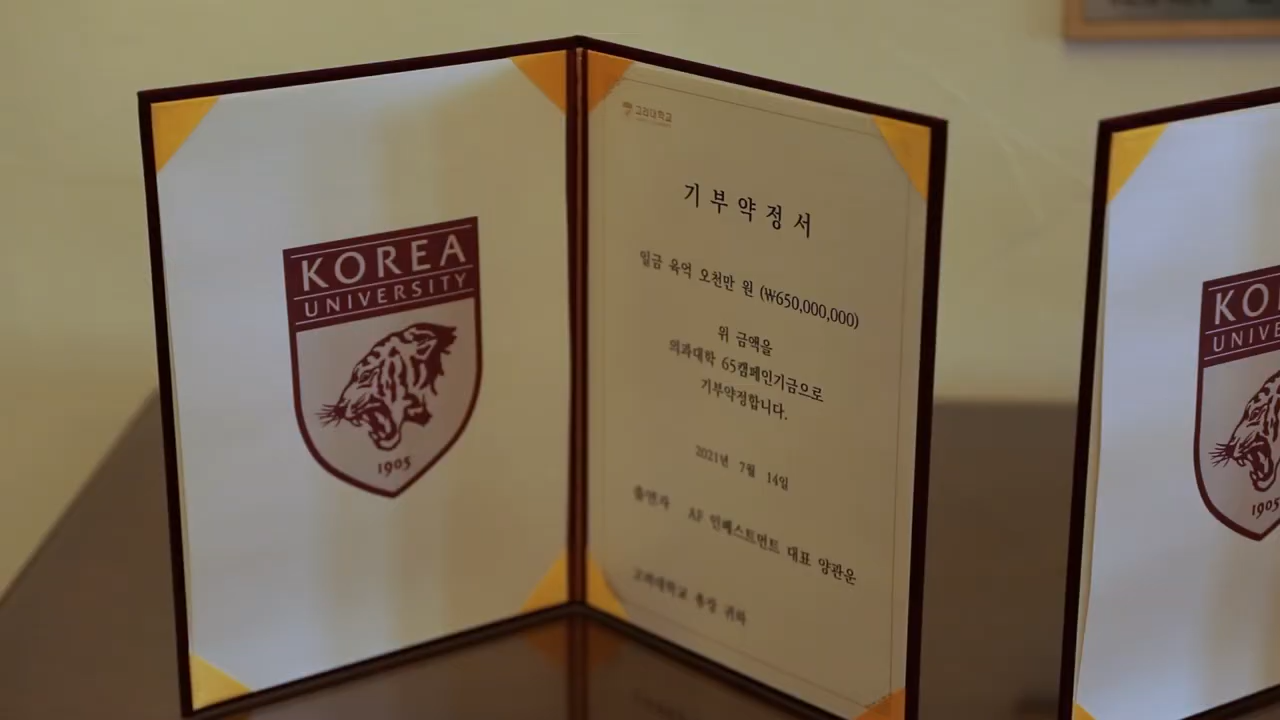 KOREA
UNIVERSITY
1905
고려대학교
기부약정서
일금 육억 오천만 원 (₩650,000,000)
위 금액을
의과대학 65캠페인기금으로
기부약정합니다.
2021년 7월 14일
출연자 AF 인베스트먼트 대표 양관운
고려대학교 총장 귀하
KO
UNIVE
1905